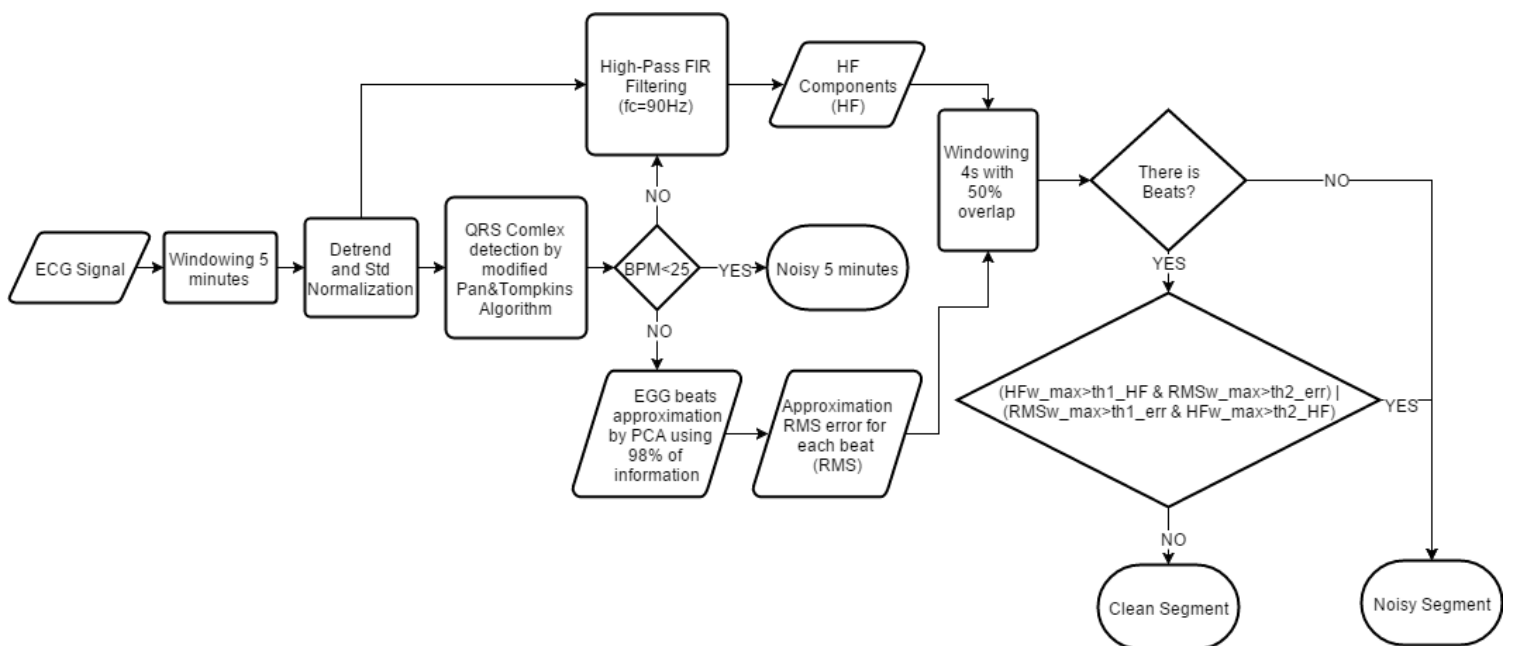 ECG Signal
Windowing 5
minutes
Detrend
and Std
Normalization
QRS Comlex
detection by
modified
Pan&Tompkins
Algorithm
BPM<25
NO
High-Pass FIR
Filtering
(fc=90Hz)
HF
Components
(HF)
YES
Noisy 5 minutes
NO
EGG beats
approximation
by PCA using
98% of
information
Approximation
RMS error for
each beat
(RMS)
Windowing
4s with
50%
overlap
There is
Beats?
NO
YES
(HFw_max>th1_HF & RMSw_max>th2_err) |
(RMSw_max>th1_err & HFw_max>th2_HF)
YES
NO
Clean Segment
Noisy Segment